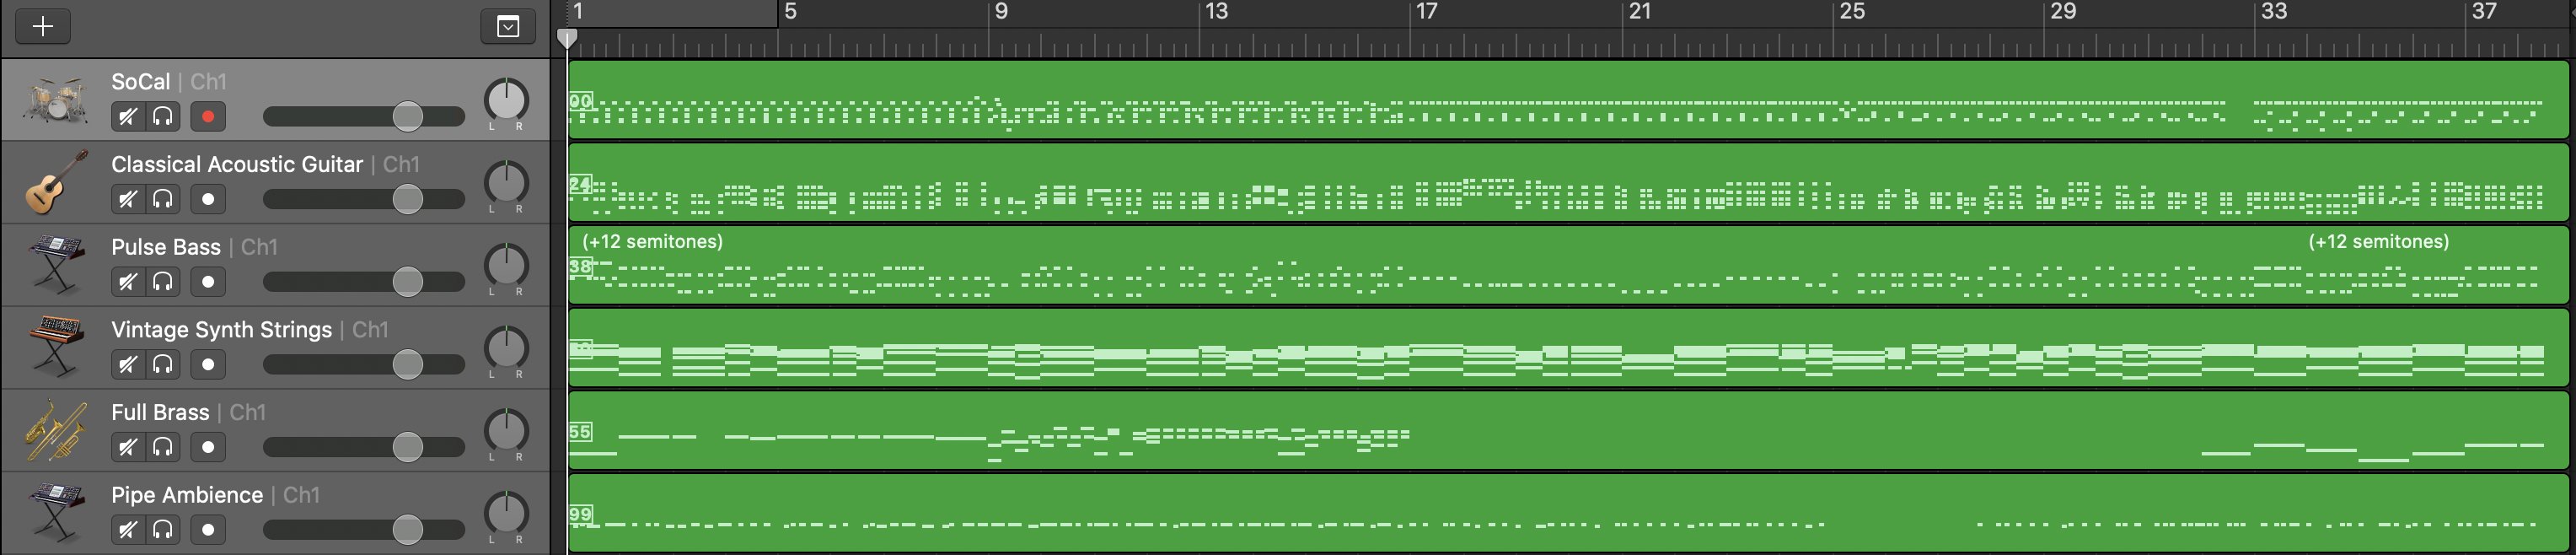 1 5 9 13 17 21 25 29 33 37
SoCal | Ch1
L R
00
Classical Acoustic Guitar | Ch1
L R
24
Pulse Bass | Ch1
L R
(+12 semitones) (+12 semitones)
38
Vintage Synth Strings | Ch1
L R
Full Brass | Ch1
L R
55
Pipe Ambience | Ch1
L R
99